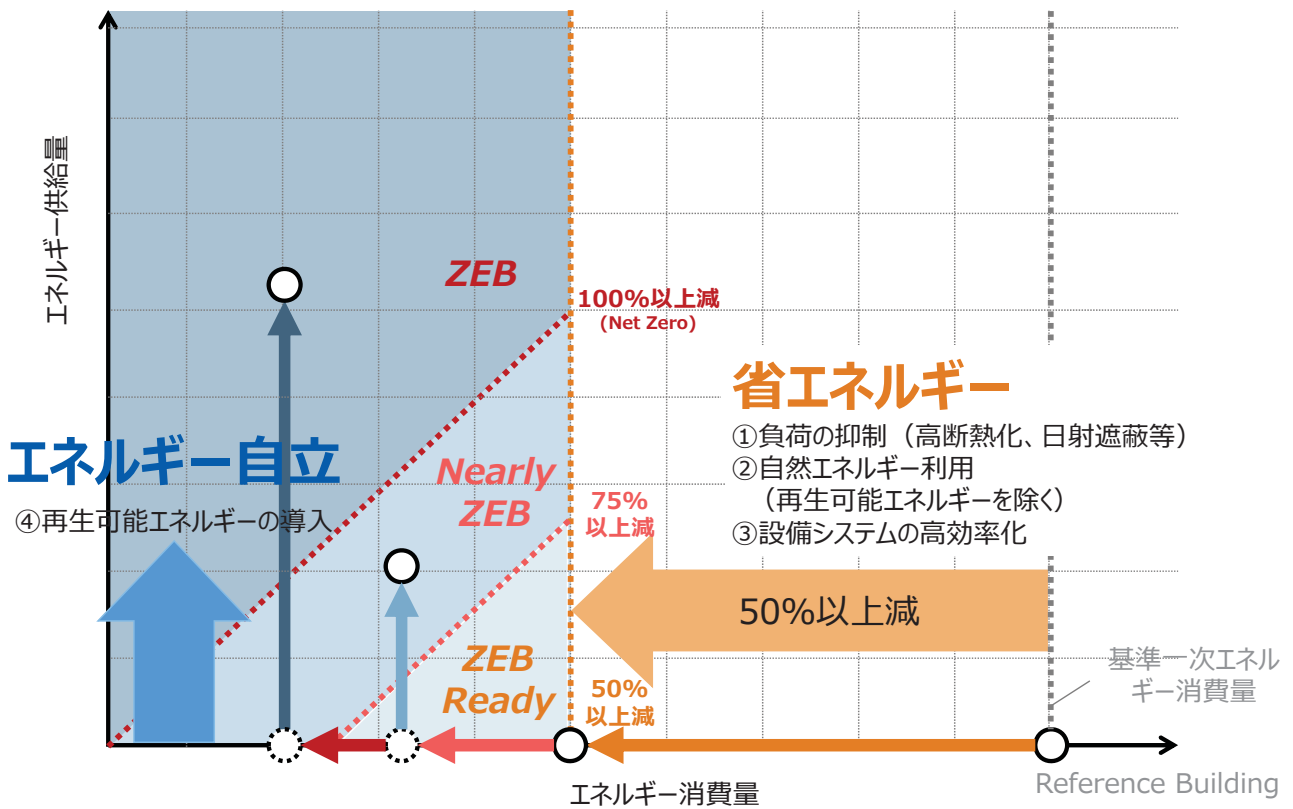 エネルギー供給量
ZEB
100%以上減
(Net Zero)
省エネルギー
①負荷の抑制（高断熱化、日射遮蔽等）
②自然エネルギー利用
（再生可能エネルギーを除く）
③設備システムの高効率化
エネルギー自立
④再生可能エネルギーの導入
Nearly
ZEB
75%
以上減
50%以上減
ZEB
Ready
50%
以上減
基準一次エネル
ギー消費量
エネルギー消費量
Reference Building